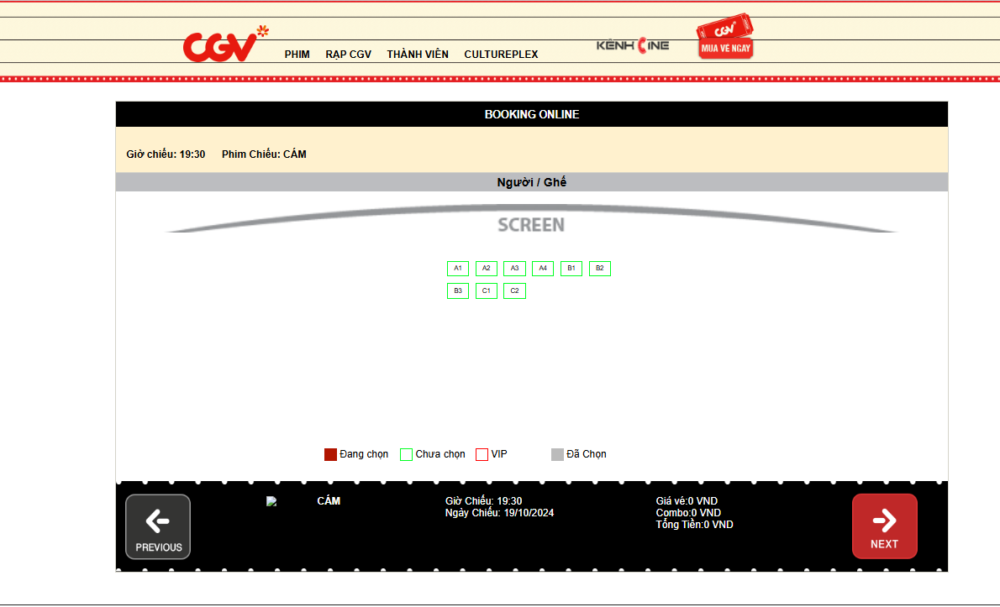 CGV
PHIM RẠP CGV THÀNH VIÊN CULTUREPLEX
KÊNH CINE
CGV
MUA VÉ NGAY
BOOKING ONLINE
Giờ chiếu: 19:30 Phim Chiếu: CÁM
Người / Ghế
SCREEN
A1 A2 A3 A4 B1 B2
B3 C1 C2
Đang chọn Chưa chọn VIP Đã Chọn
PREVIOUS
CÁM
Giờ Chiếu: 19:30
Ngày Chiếu: 19/10/2024
Giá vé:0 VND
Combo:0 VND
Tổng Tiền:0 VND
NEXT